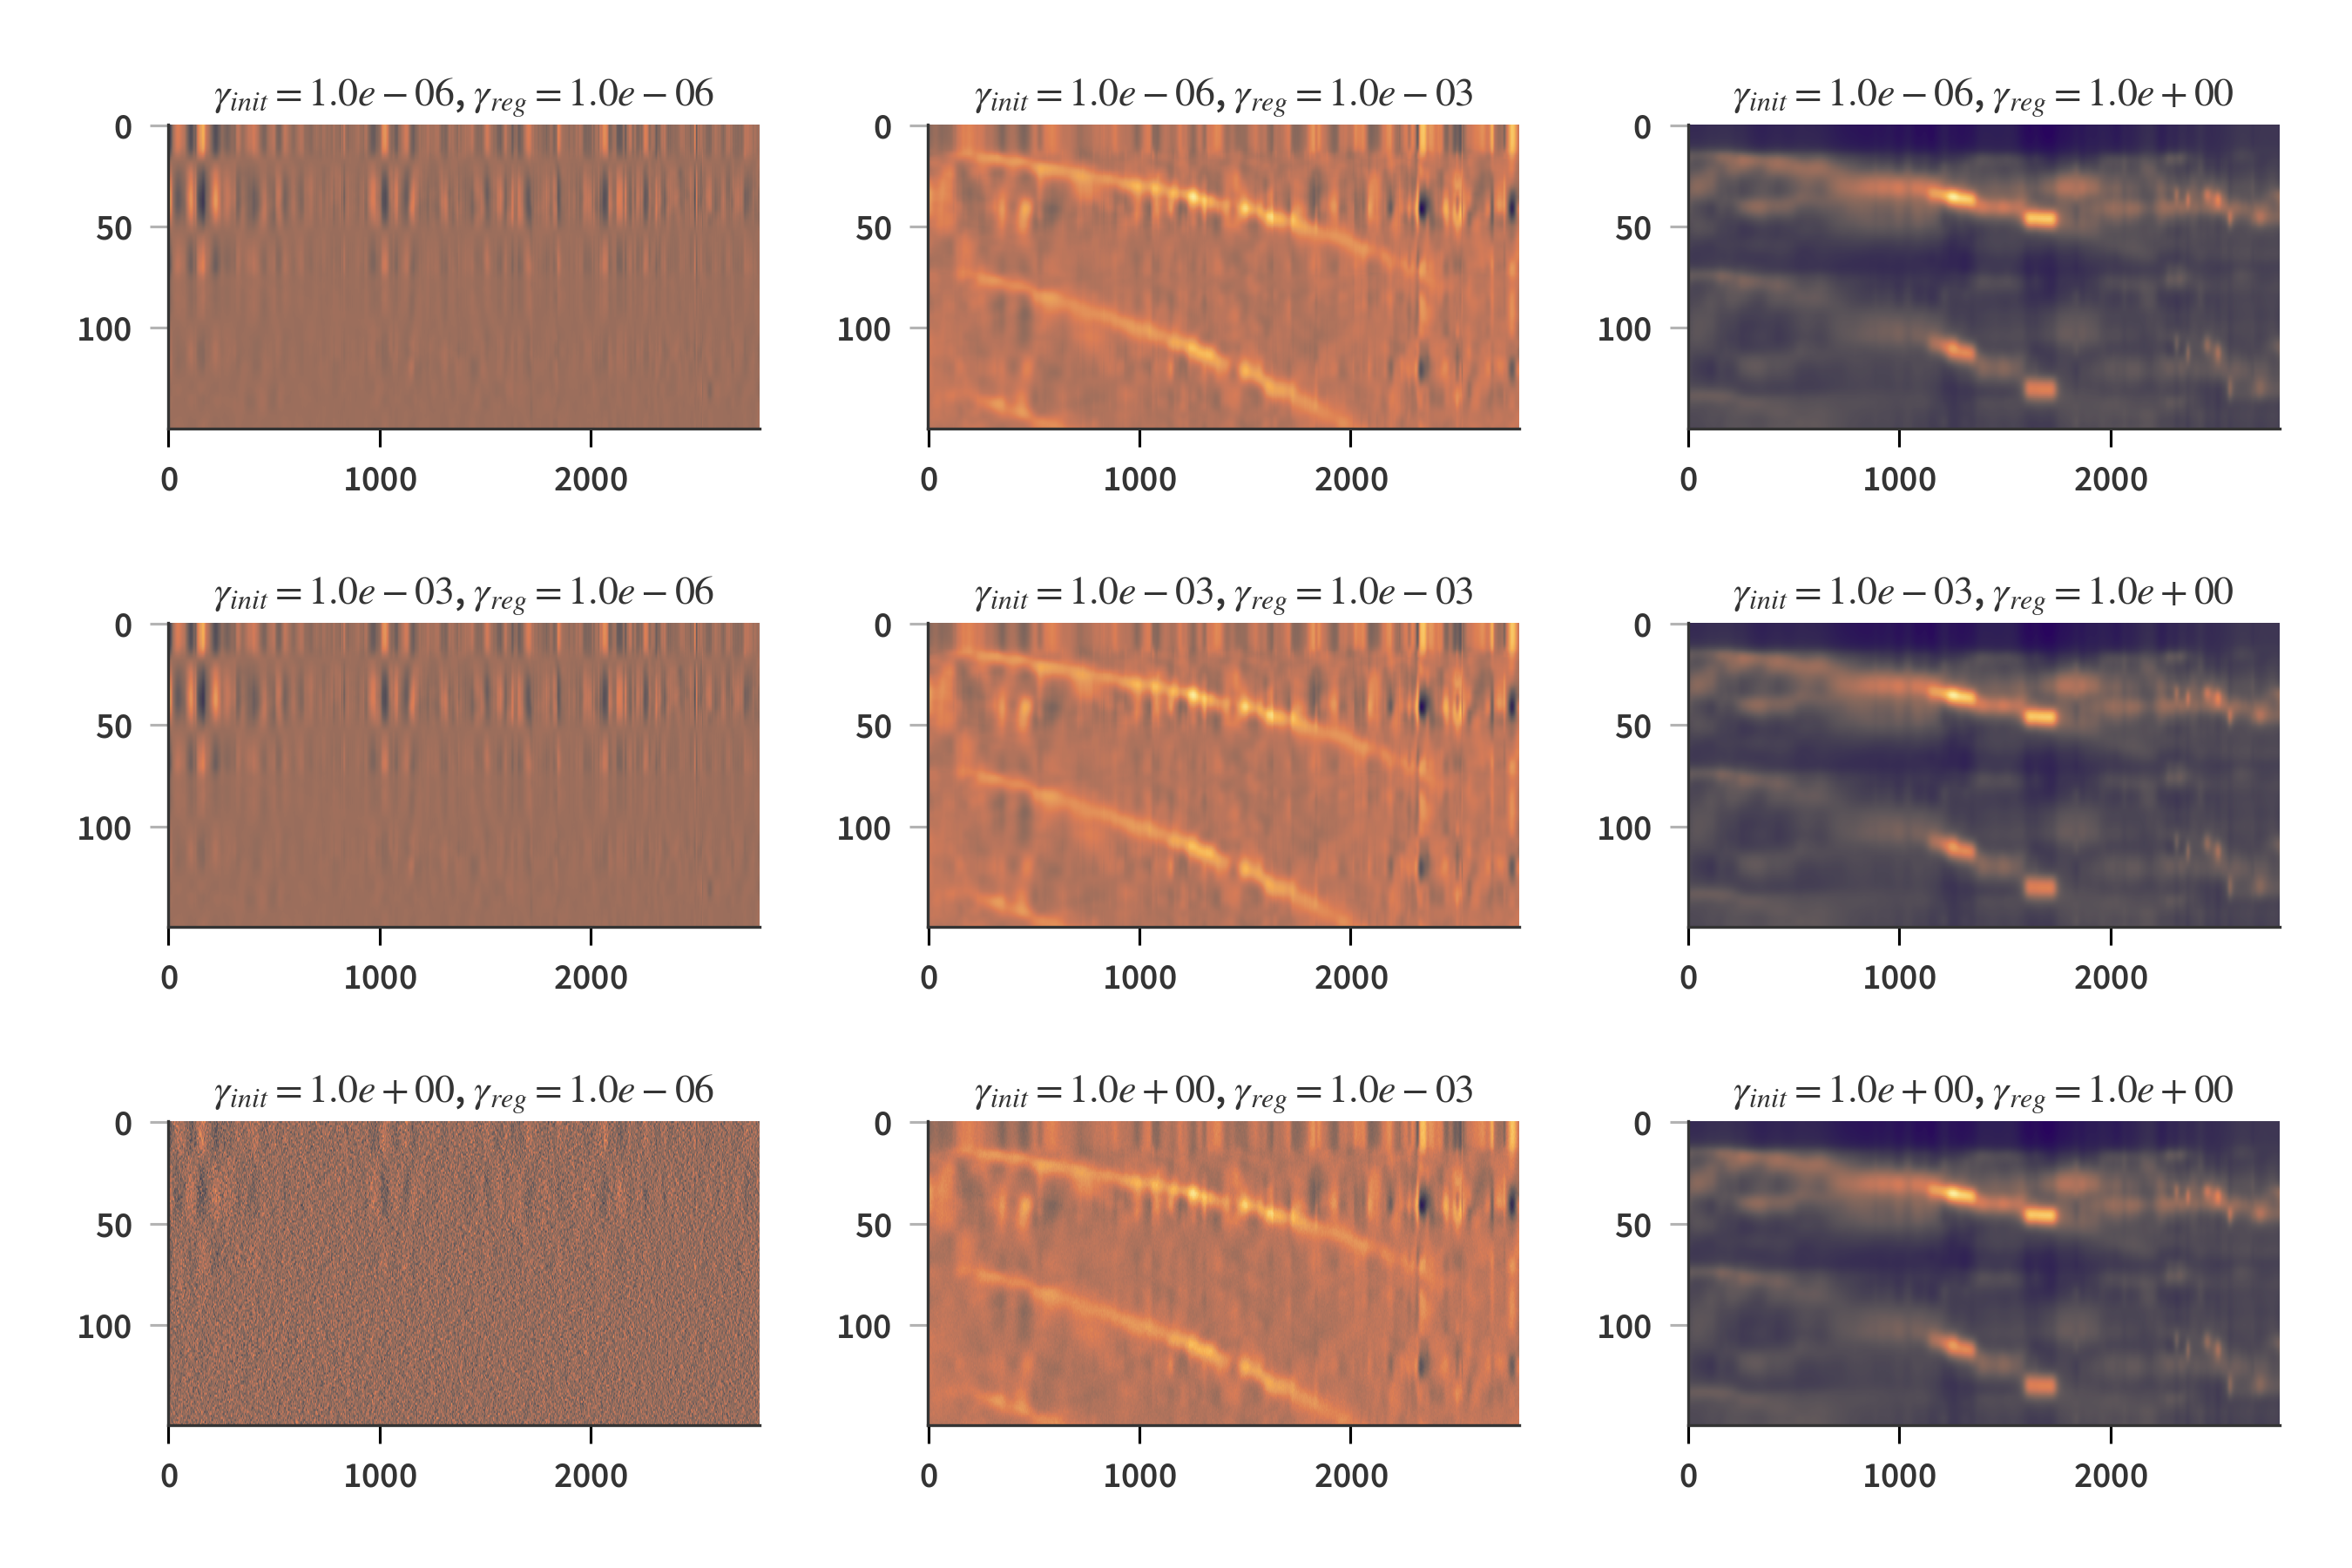 γinit = 1.0e − 06, γreg = 1.0e − 06
γinit = 1.0e − 06, γreg = 1.0e − 03
γinit = 1.0e − 06, γreg = 1.0e + 00
0
50
100
0 1000 2000
0
50
100
0 1000 2000
0
50
100
0 1000 2000
γinit = 1.0e − 03, γreg = 1.0e − 06
γinit = 1.0e − 03, γreg = 1.0e − 03
γinit = 1.0e − 03, γreg = 1.0e + 00
0
50
100
0 1000 2000
0
50
100
0 1000 2000
0
50
100
0 1000 2000
γinit = 1.0e + 00, γreg = 1.0e − 06
γinit = 1.0e + 00, γreg = 1.0e − 03
γinit = 1.0e + 00, γreg = 1.0e + 00
0
50
100
0 1000 2000
0
50
100
0 1000 2000
0
50
100
0 1000 2000